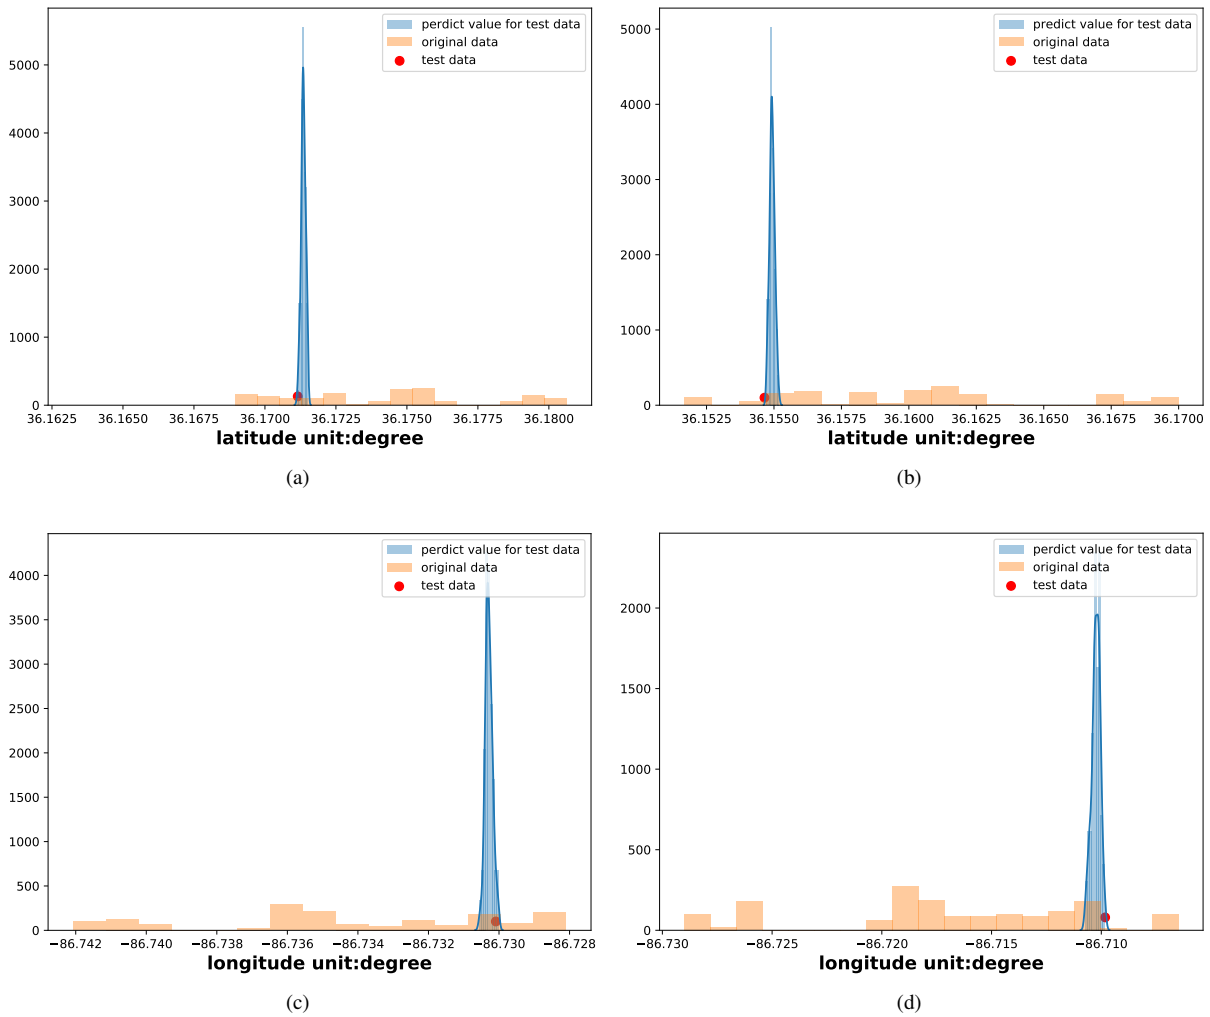 5000
4000
3000
2000
1000
0
perdict value for test data
original data
test data
36.1625 36.1650 36.1675 36.1700 36.1725 36.1750 36.1775 36.1800
latitude unit:degree
(a)
5000
4000
3000
2000
1000
0
predict value for test data
original data
test data
36.1525 36.1550 36.1575 36.1600 36.1625 36.1650 36.1675 36.1700
latitude unit:degree
(b)
4000
3500
3000
2500
2000
1500
1000
500
0
perdict value for test data
original data
test data
−86.742 −86.740 −86.738 −86.736 −86.734 −86.732 −86.730 −86.728
longitude unit:degree
(c)
2000
1500
1000
500
0
perdict value for test data
original data
test data
−86.730 −86.725 −86.720 −86.715 −86.710
longitude unit:degree
(d)